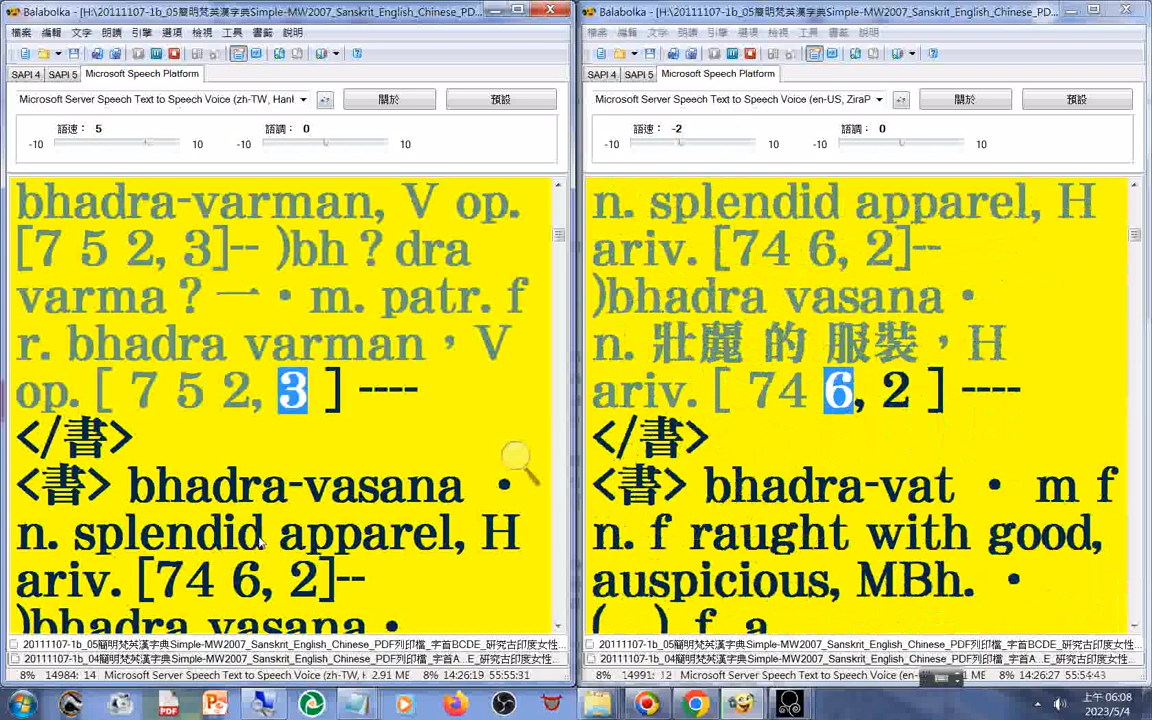 Balabolka - [H:\20111107-1b_05簡明梵英漢字典Simple-MW2007_Sanskrit_English_Chinese_PD...
檔案 編輯 文字 朗讀 引擎 選項 檢視 工具 書籤 說明
SAPI 4 SAPI 5 Microsoft Speech Platform
Microsoft Server Speech Text to Speech Voice (zh-TW, Hanl
關於 預設
語速： 5 語調： 0
-10 10 -10 10
bhadra-varman, V op.
[7 5 2, 3]-- )bh ? dra
varma ? 一 • m. patr. f
r. bhadra varman，V
op. [ 7 5 2, 3 ] ----
</書>
<書> bhadra-vasana •
n. splendid apparel, H
ariv. [74 6, 2]--
)bhadra vasana •
20111107-1b_05簡明梵英漢字典Simple-MW2007_Sanskrit_English_Chinese_PDF列印檔_字首BCDE_研究古印度女性...
20111107-1b_04簡明梵英漢字典Simple-MW2007_Sanskrit_English_Chinese_PDF列印檔_字首A...E_研究古印度女性...
8% 14984: 14 Microsoft Server Speech Text to Speech Voice (zh-TW, H... 2.91 ME 8% 14:26:19 55:55:31
Balabolka - [H:\20111107-1b_05簡明梵英漢字典Simple-MW2007_Sanskrit_English_Chinese_PD...
檔案 編輯 文字 朗讀 引擎 選項 檢視 工具 書籤 說明
SAPI 4 SAPI 5 Microsoft Speech Platform
Microsoft Server Speech Text to Speech Voice (en-US, ZiraP
關於 預設
語速： -2 語調： 0
-10 10 -10 10
n. splendid apparel, H
ariv. [74 6, 2]--
)bhadra vasana •
n. 壯麗 的 服裝，H
ariv. [ 74 6, 2 ] ----
</書>
<書> bhadra-vat • m f
n. f raught with good,
auspicious, MBh. •
( ) f a
20111107-1b_05簡明梵英漢字典Simple-MW2007_Sanskrit_English_Chinese_PDF列印檔_字首BCDE_研究古印度女性...
20111107-1b_04簡明梵英漢字典Simple-MW2007_Sanskrit_English_Chinese_PDF列印檔_字首A...E_研究古印度女性...
8% 14991: 12 Microsoft Server Speech Text to Speech Voice (en-U ME 8% 14:26:27 55:54:43
上午 06:08
2023/5/4